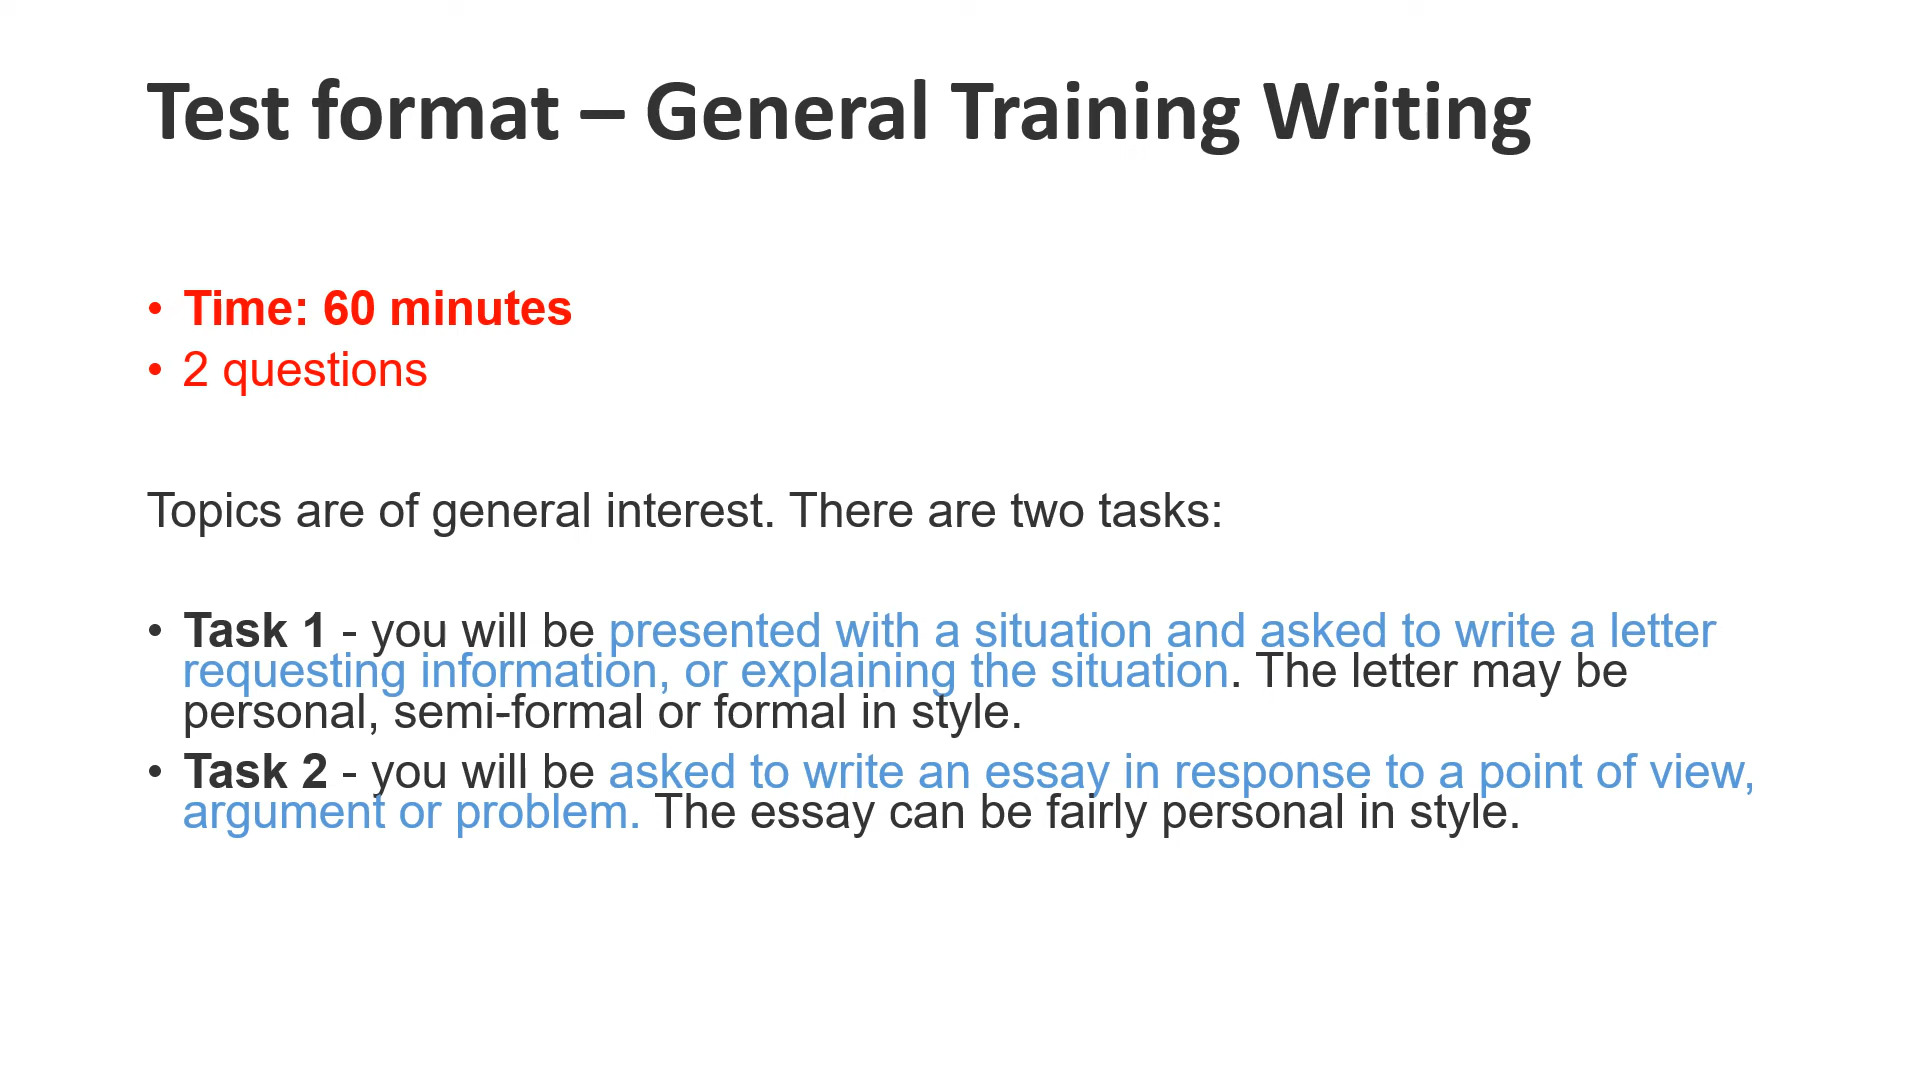 Test format – General Training Writing
• Time: 60 minutes
• 2 questions
Topics are of general interest. There are two tasks:
• Task 1 - you will be presented with a situation and asked to write a letter
requesting information, or explaining the situation. The letter may be
personal, semi-formal or formal in style.
• Task 2 - you will be asked to write an essay in response to a point of view,
argument or problem. The essay can be fairly personal in style.